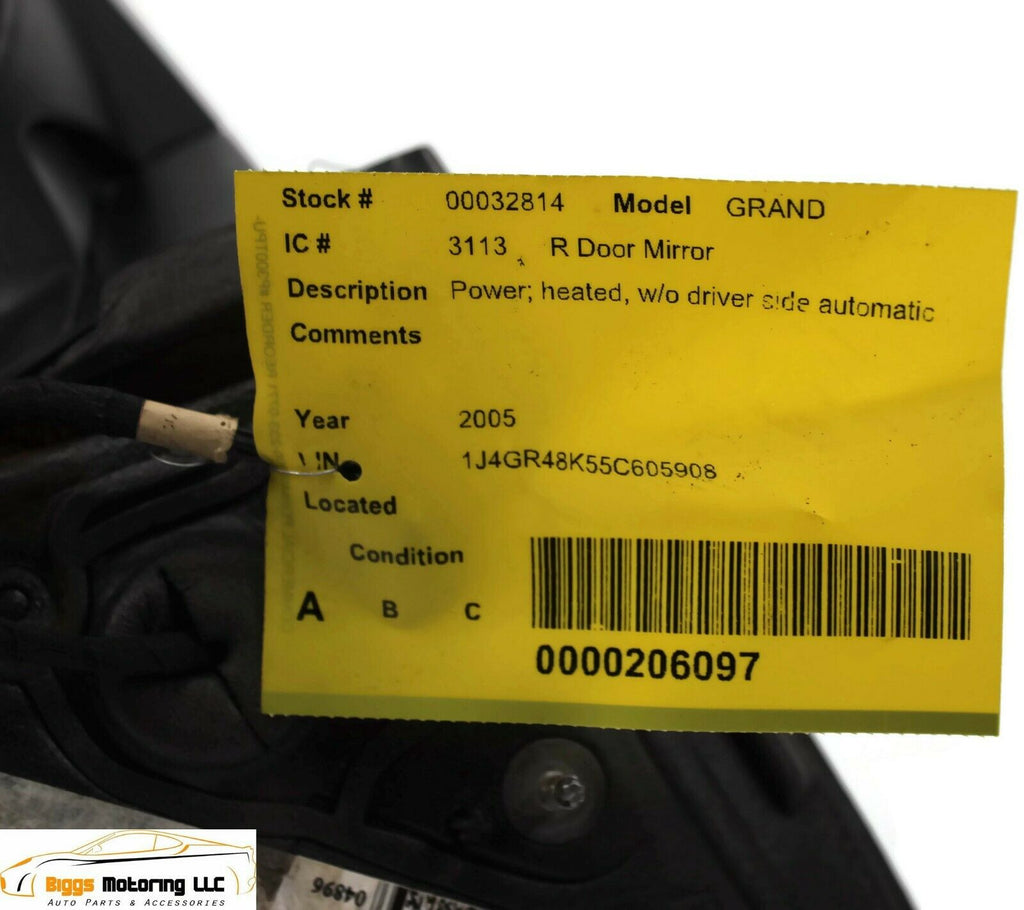 Stock # 00032814 Model GRAND
IC # 3113 R Door Mirror
Description Power; heated, w/o driver side automatic
Comments
Year 2005
VIN 1J4GR48K55C605908
Located
Condition
A B C
0000206097
Biggs Motoring LLC
Auto Parts & Accessories
04896